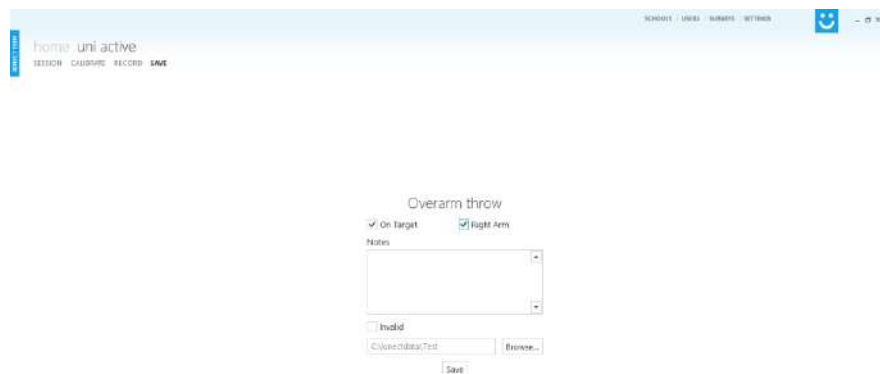 SCHOOLS USERS SUBJECTS SETTINGS
home uni active
SESSION CALIBRATE RECORD SAVE
Overarm throw
On Target Right Arm
Notes
Invalid
Browse...
Save